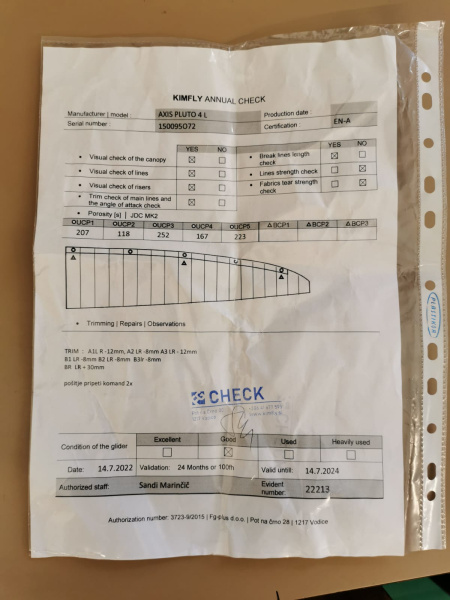 KIMFLY ANNUAL CHECK
Manufacturer | model AXIS PLUTO 4 L Production date :
Serial number : 150095072 Certification EN-A
YES NO YES NO
• Visual check of the canopy • Break lines length check
• Visual check of lines • Lines strength check
• Visual check of risers • Fabrics tear strength check
• Trim check of main lines and the angle of attack check
• Porosity [s] | JDC MK2
OUCP1 OUCP2 OUCP3 OUCP4 OUCP5 ΔBCP1 ΔBCP2 ΔBCP3
207 118 252 167 223
• Trimming | Repairs | Observations
TRIM : A1L R -12mm, A2 LR -8mm A3 LR - 12mm
B1 LR -8mm B2 LR -8mm B3lr -8mm
BR LR + 30mm
poštje pripeti komand 2x
CHECK
Condition of the glider Excellent Good Used Heavily used
Date: 14.7.2022 Validation: 24 Months or 100h Valid until: 14.7.2024
Authorized staff: Sandi Marinčič Evident number: 22213
Authorization number: 3723-9/2015 | Fg-plus d.o.o. | Pot na črno 28 | 1217 Vodice